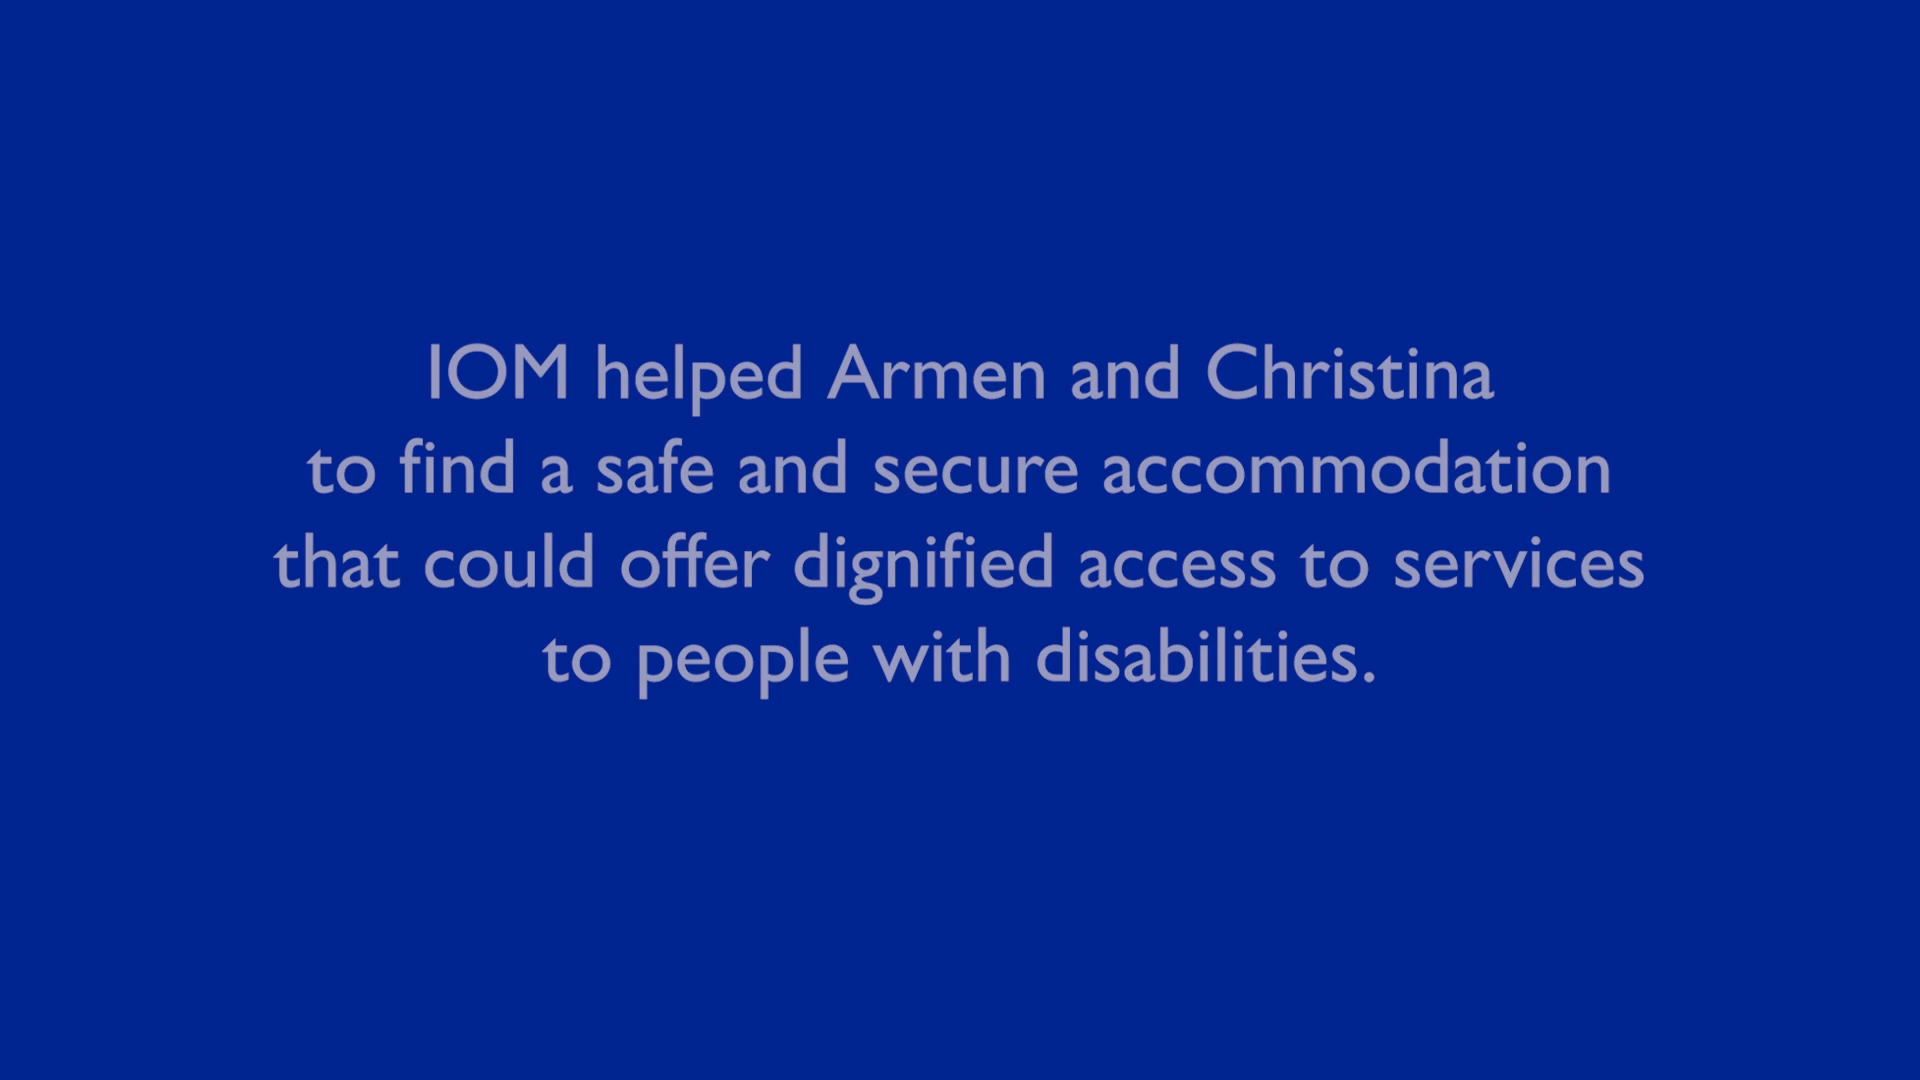 IOM helped Armen and Christina
to find a safe and secure accommodation
that could offer dignified access to services
to people with disabilities.